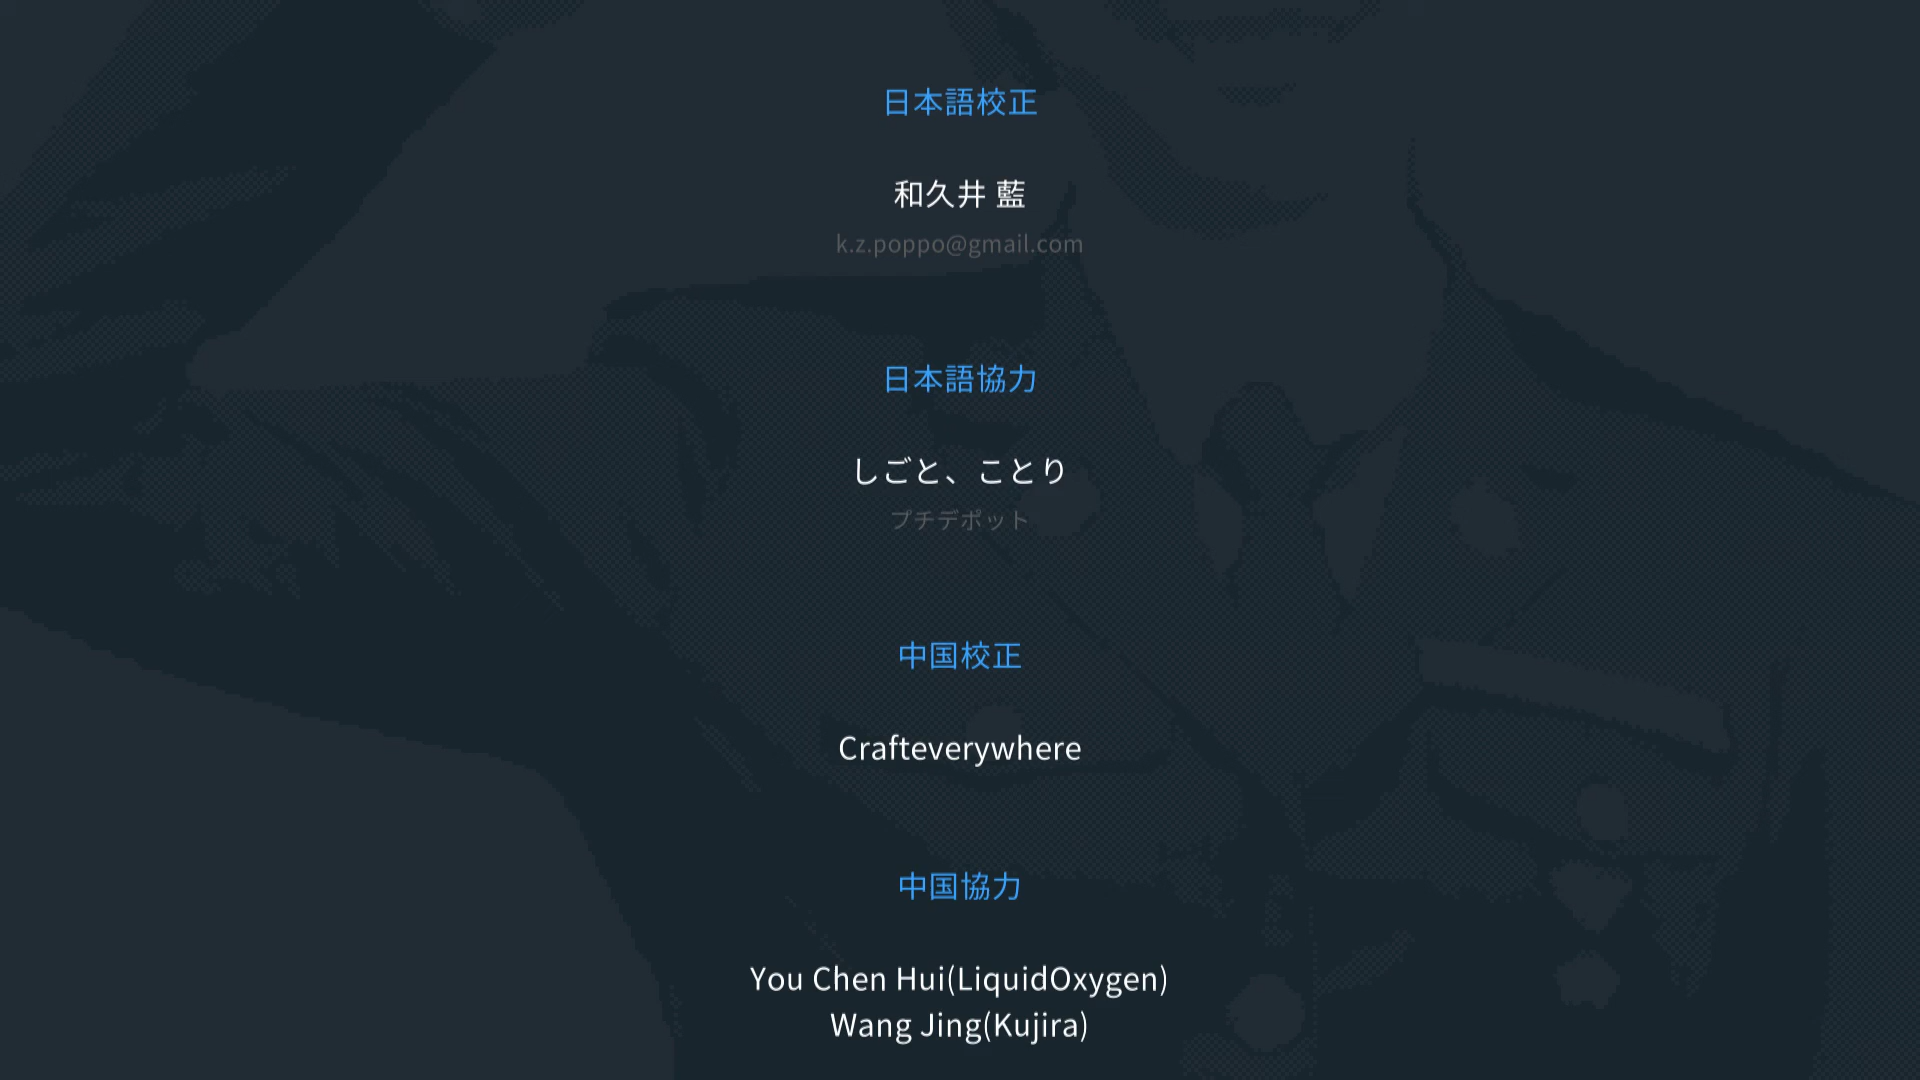 日本語校正
和久井 藍
k.z.poppo@gmail.com
日本語協力
しごと、ことり
プチデポット
中国校正
Crafteverywhere
中国協力
You Chen Hui(LiquidOxygen)
Wang Jing(Kujira)